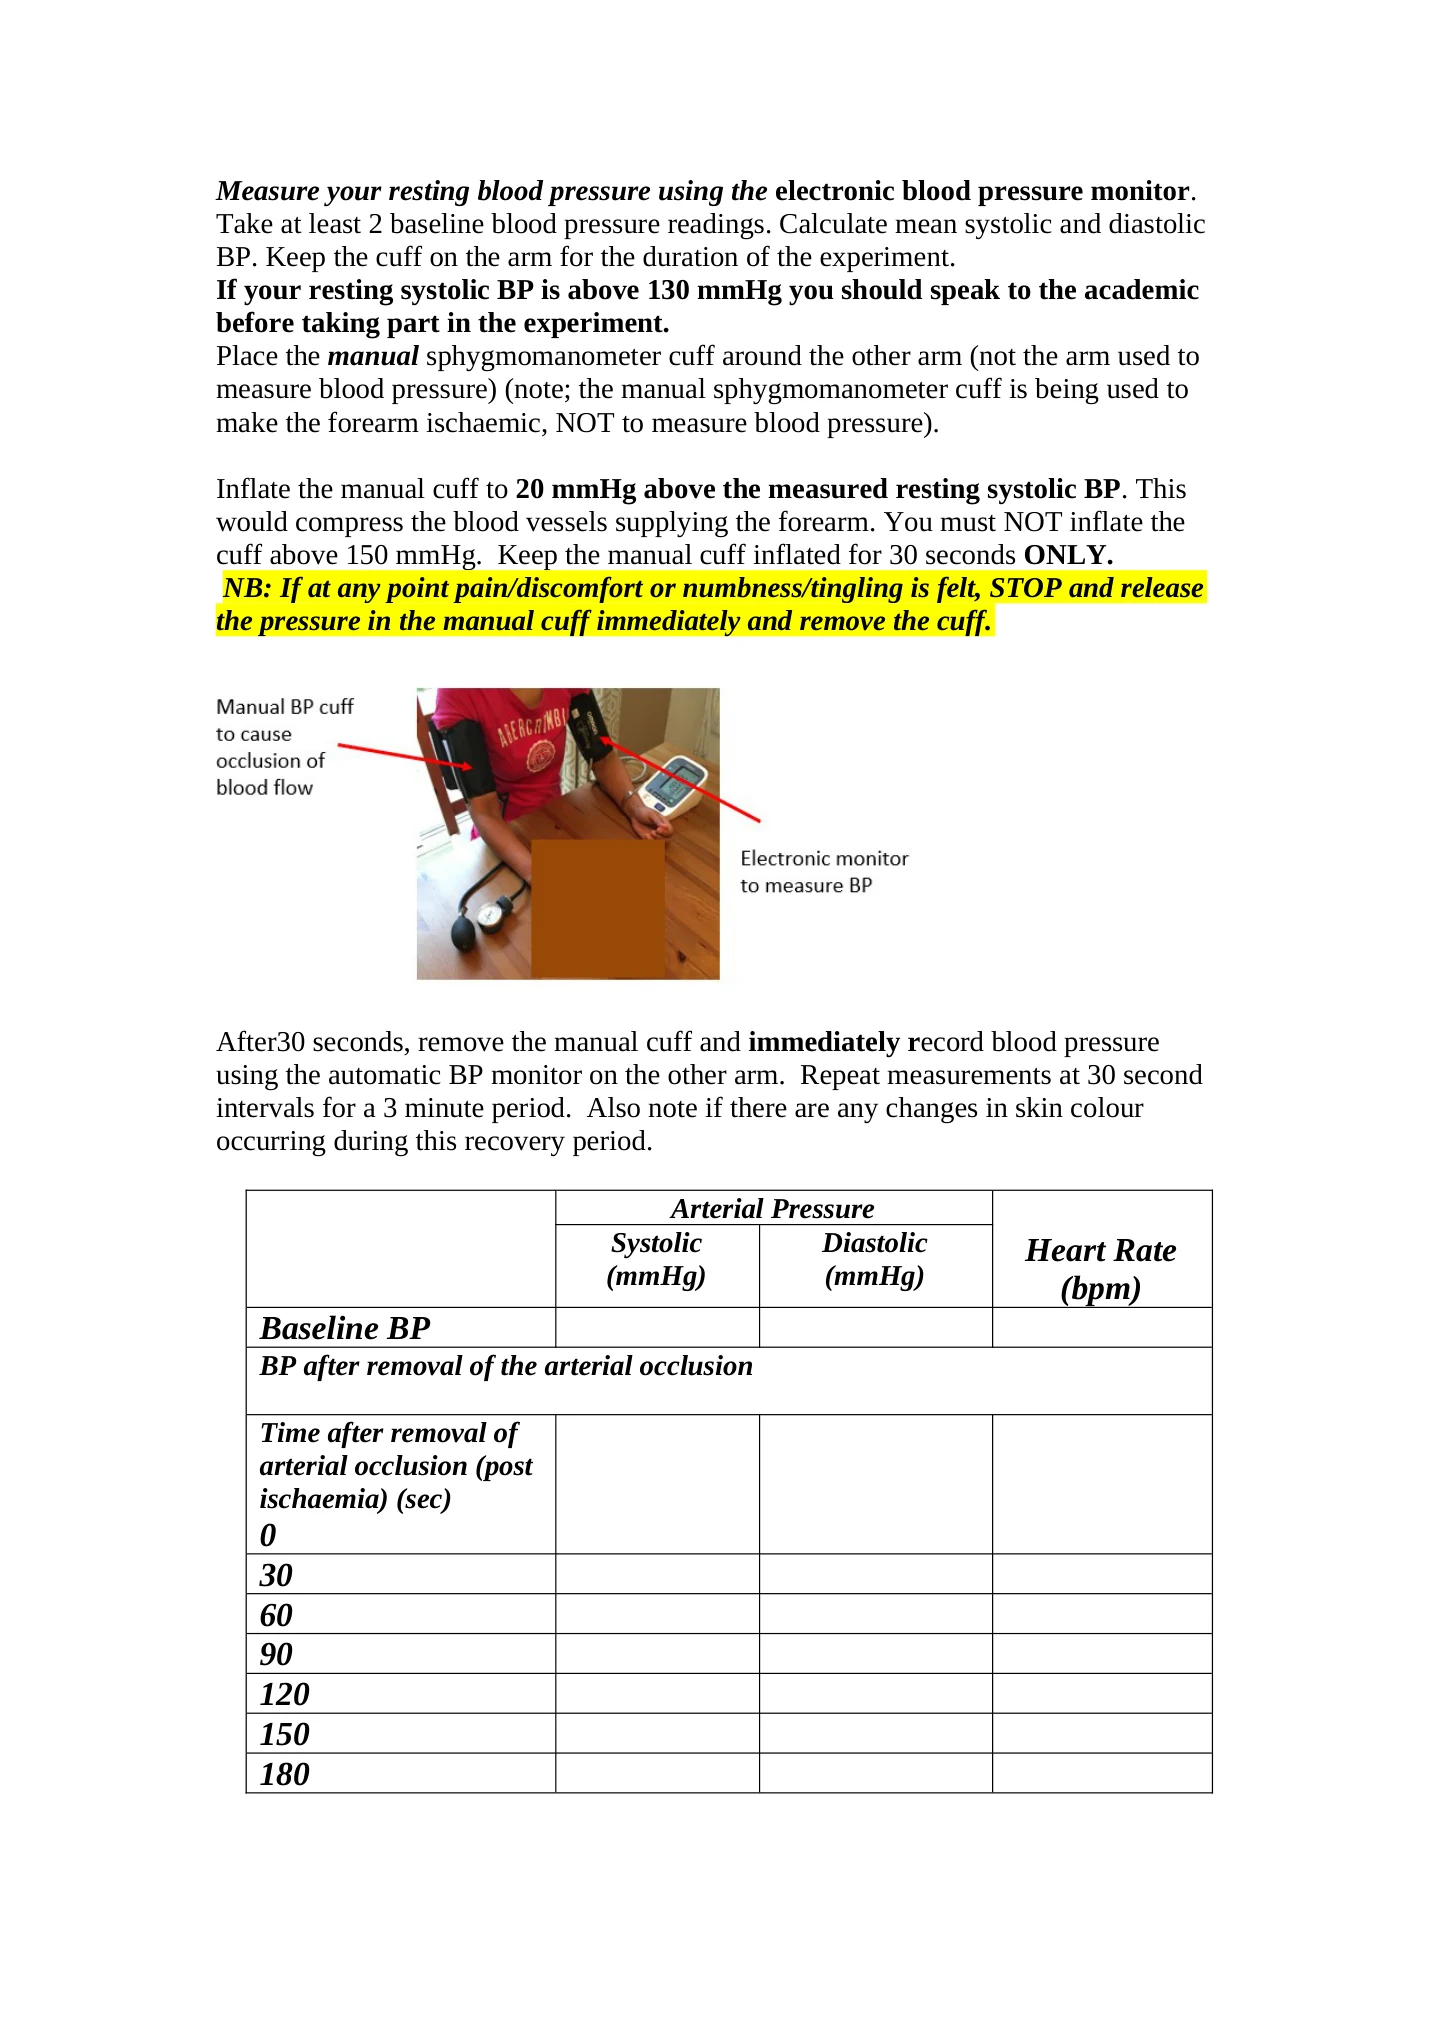 Measure your resting blood pressure using the electronic blood pressure monitor.
Take at least 2 baseline blood pressure readings. Calculate mean systolic and diastolic
BP. Keep the cuff on the arm for the duration of the experiment.
If your resting systolic BP is above 130 mmHg you should speak to the academic
before taking part in the experiment.
Place the manual sphygmomanometer cuff around the other arm (not the arm used to
measure blood pressure) (note; the manual sphygmomanometer cuff is being used to
make the forearm ischaemic, NOT to measure blood pressure).
Inflate the manual cuff to 20 mmHg above the measured resting systolic BP. This
would compress the blood vessels supplying the forearm. You must NOT inflate the
cuff above 150 mmHg.  Keep the manual cuff inflated for 30 seconds ONLY.
NB: If at any point pain/discomfort or numbness/tingling is felt, STOP and release
the pressure in the manual cuff immediately and remove the cuff.
Manual BP cuff
to cause
occlusion of
blood flow
Electronic monitor
to measure BP
After30 seconds, remove the manual cuff and immediately record blood pressure
using the automatic BP monitor on the other arm.  Repeat measurements at 30 second
intervals for a 3 minute period.  Also note if there are any changes in skin colour
occurring during this recovery period.
Arterial Pressure
Systolic
(mmHg)
Diastolic
(mmHg)
Heart Rate
(bpm)
Baseline BP
BP after removal of the arterial occlusion
Time after removal of
arterial occlusion (post
ischaemia) (sec)
0
30
60
90
120
150
180